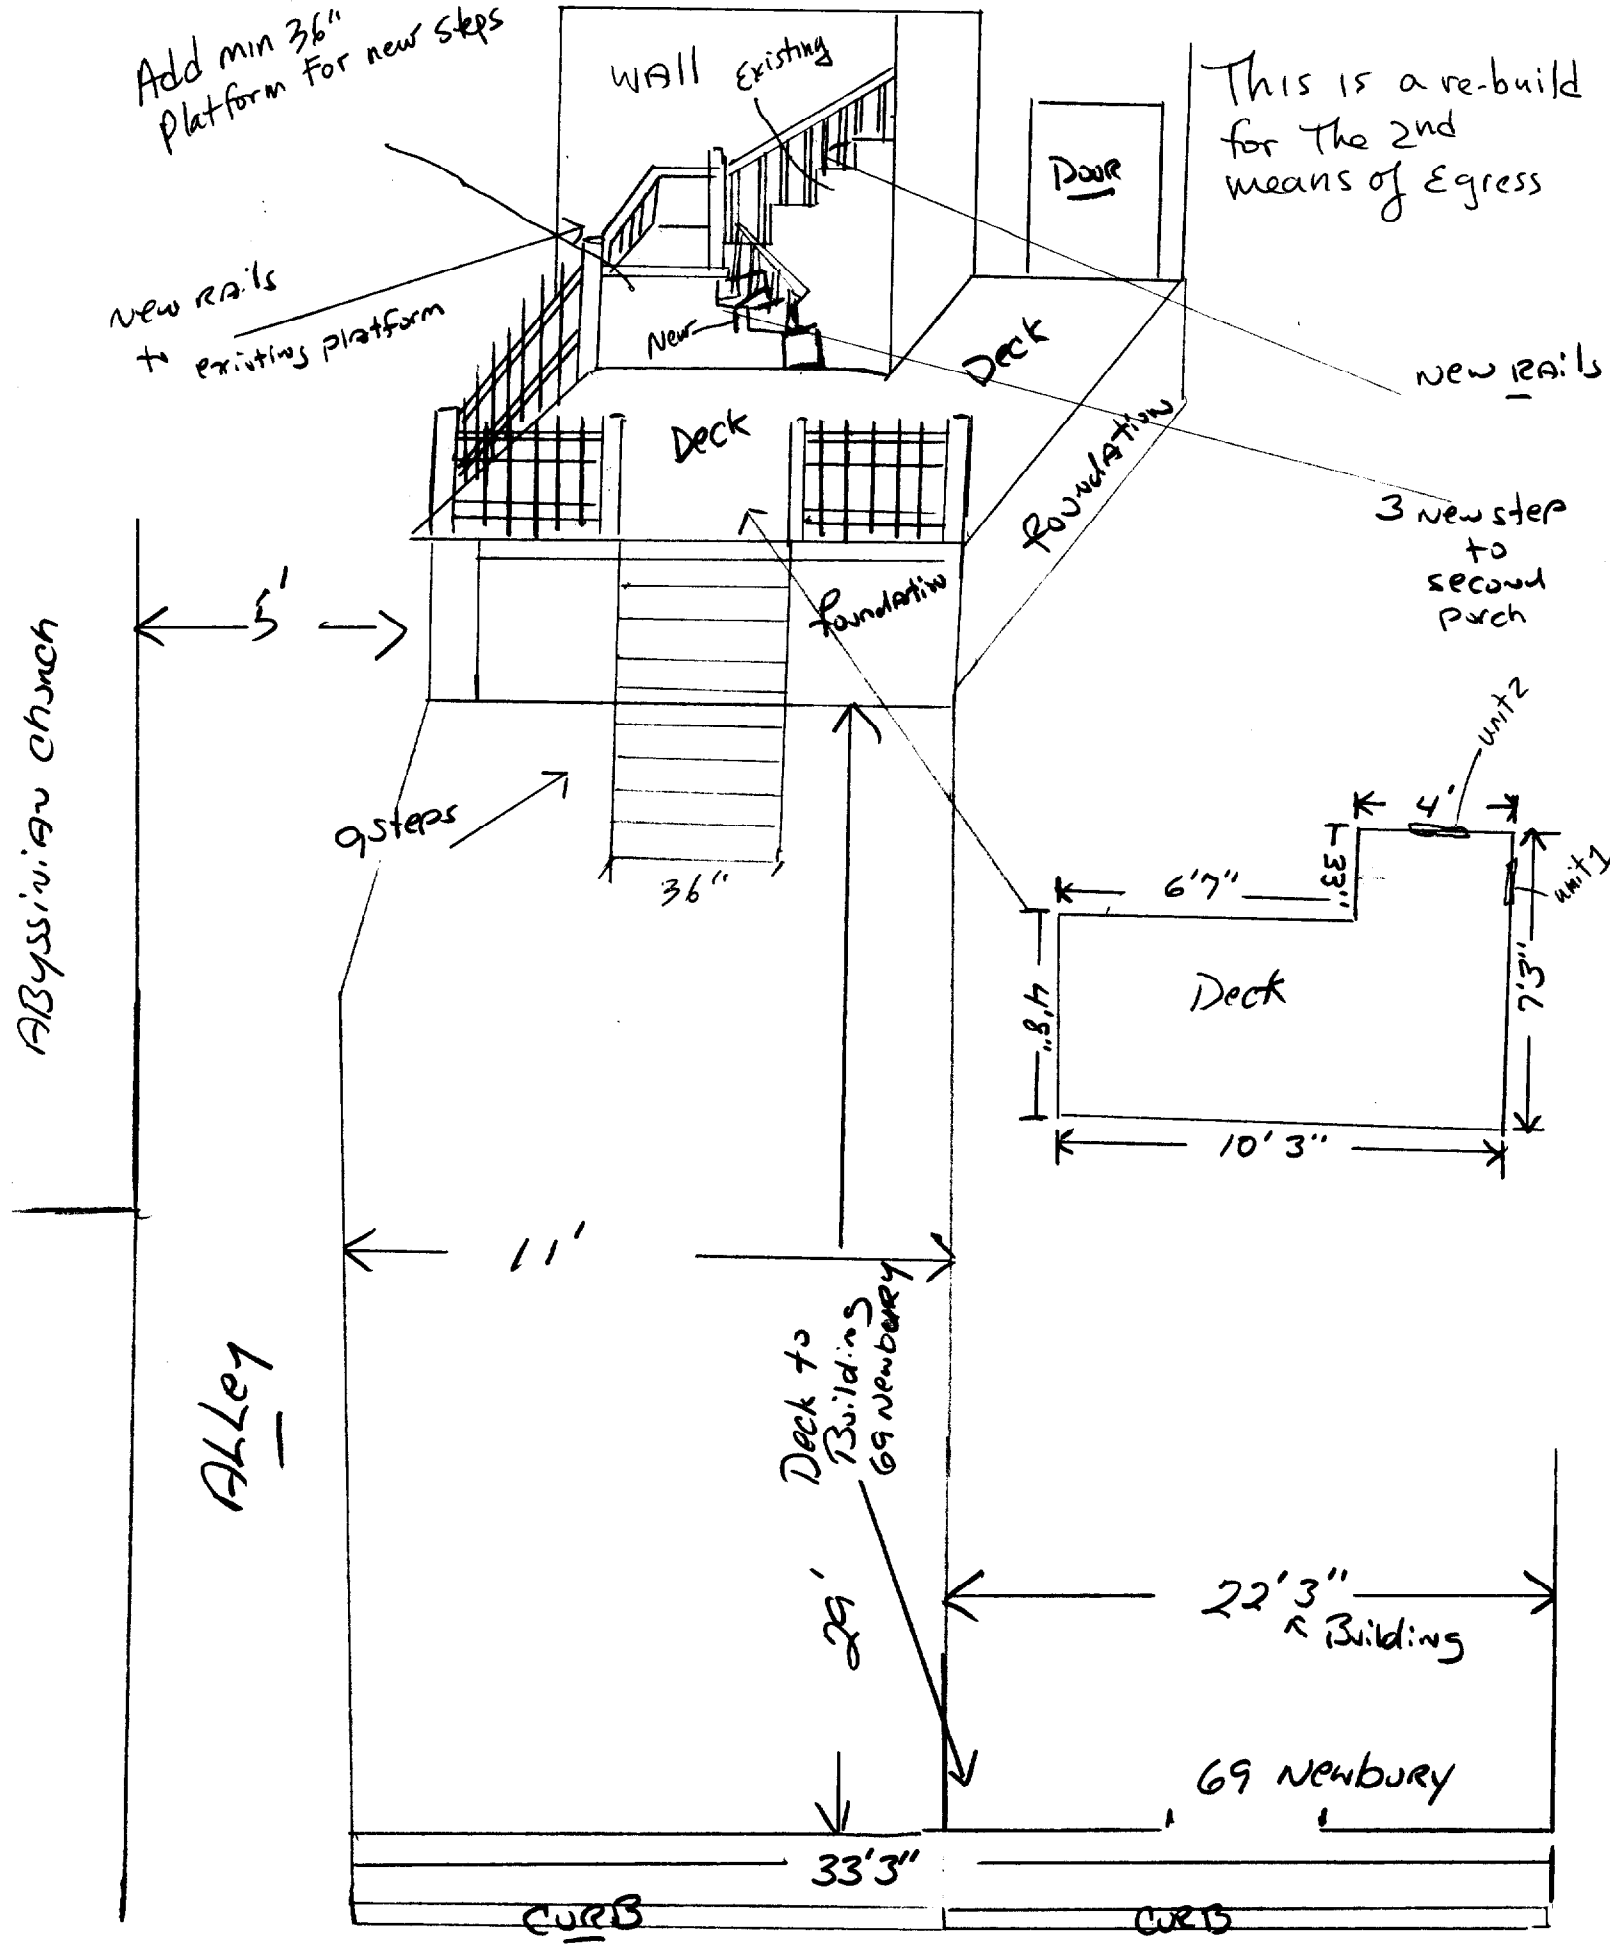 Add min 36"
Platform For new steps
WAll
Existing
This is a re-build
for The 2nd
means of Egress
DOOR
New RAils
to existing platform
New
Deck
New RAils
Deck
foundation
3 New step
to
second
porch
5'
foundation
Abyssinian Church
unit 2
9 steps
4'
33"
unit 1
36"
6'7"
Deck
4'8"
7'3"
10' 3"
11'
Deck to
Building
69 Newbury
ALLey
29'
22'3"
Building
69 Newbury
33'3"
CURB
CURB